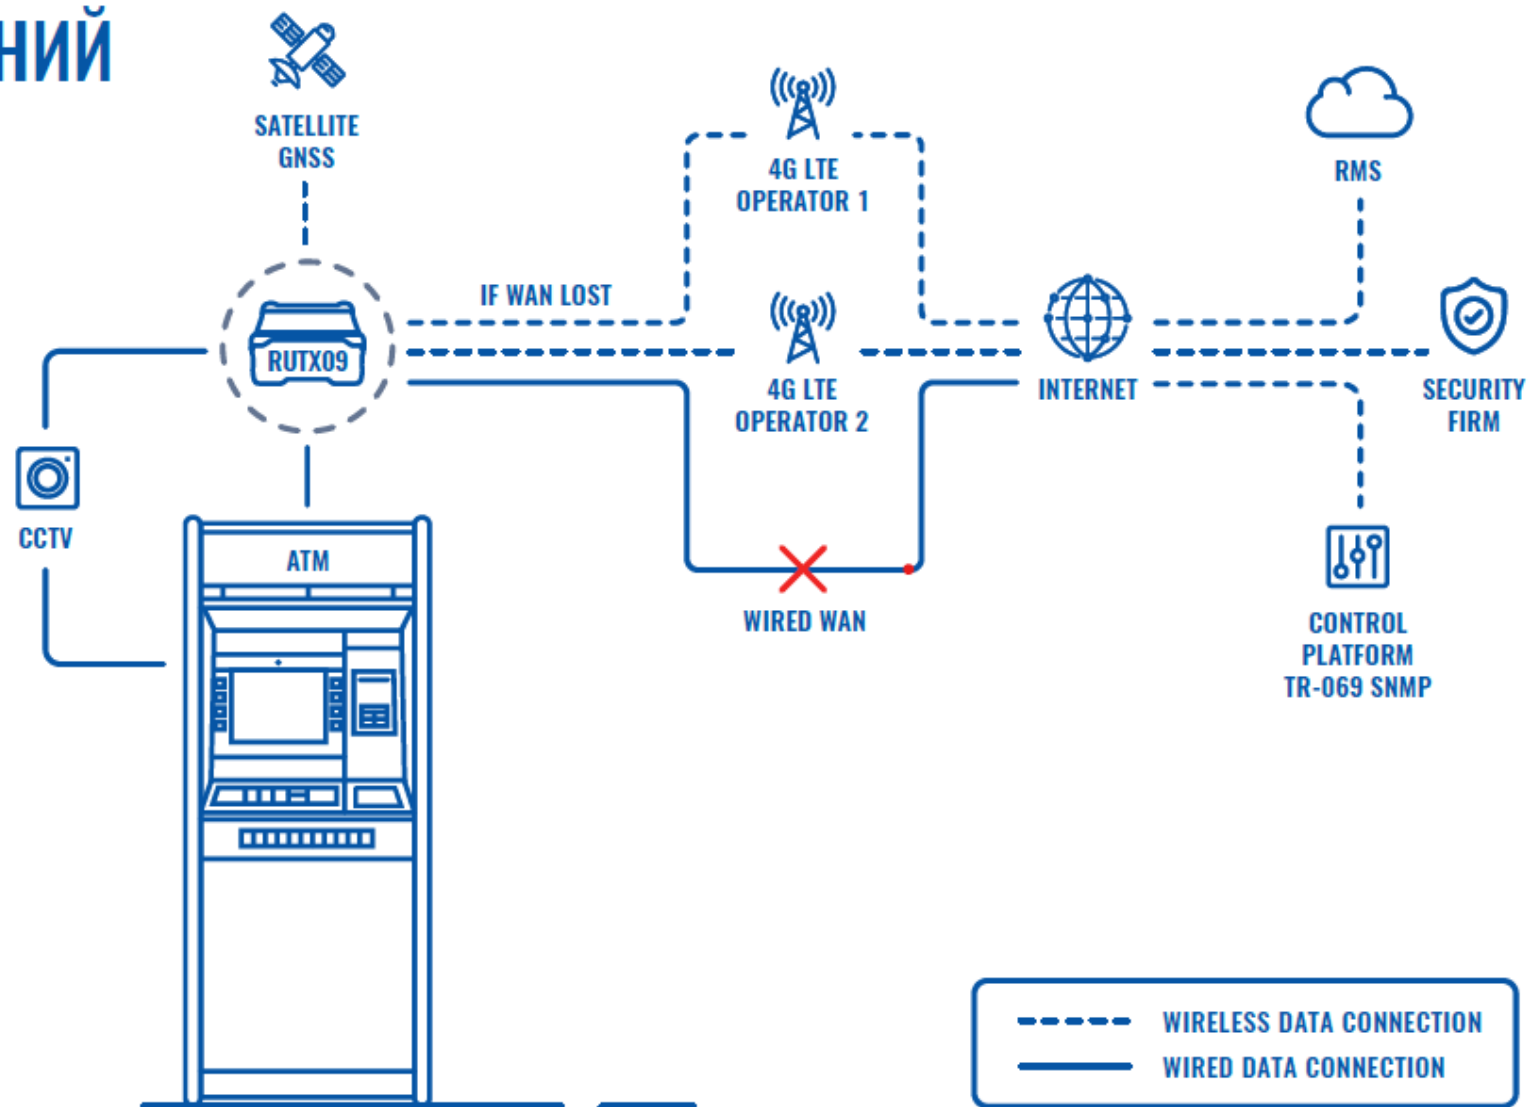 НИЙ
SATELLITE
GNSS
4G LTE
OPERATOR 1
RMS
IF WAN LOST
RUTX09
4G LTE
OPERATOR 2
INTERNET
SECURITY
FIRM
CCTV
ATM
WIRED WAN
CONTROL
PLATFORM
TR-069 SNMP
WIRELESS DATA CONNECTION
WIRED DATA CONNECTION